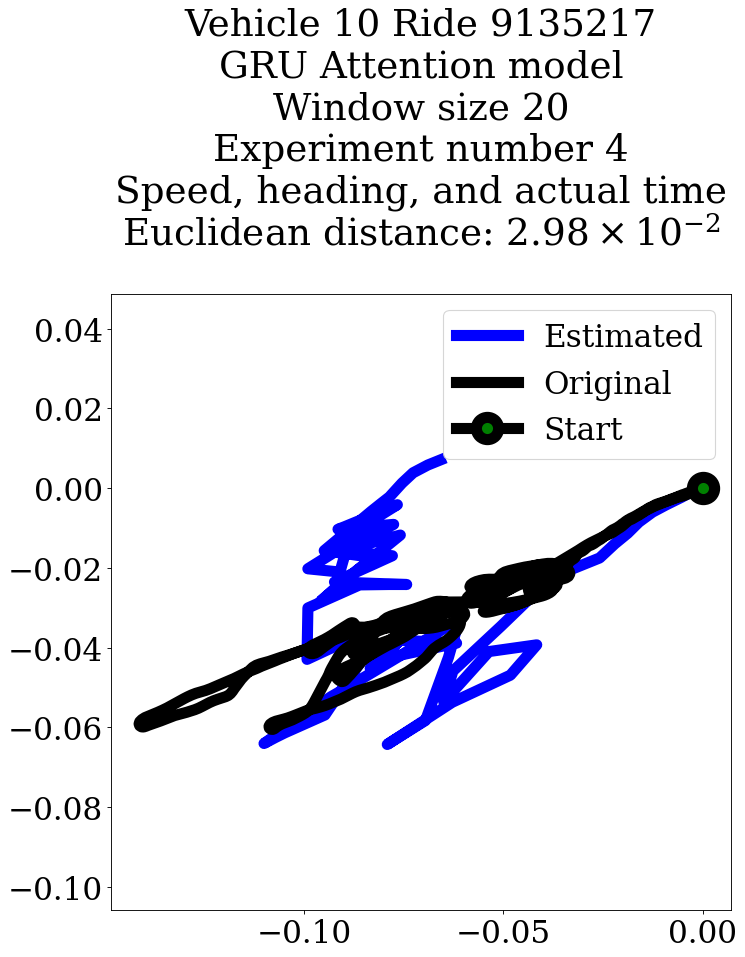 Vehicle 10 Ride 9135217
GRU Attention model
Window size 20
Experiment number 4
Speed, heading, and actual time
Euclidean distance: 2.98 × 10⁻²
Estimated
Original
Start
0.04
0.02
0.00
−0.02
−0.04
−0.06
−0.08
−0.10
−0.10
−0.05
0.00